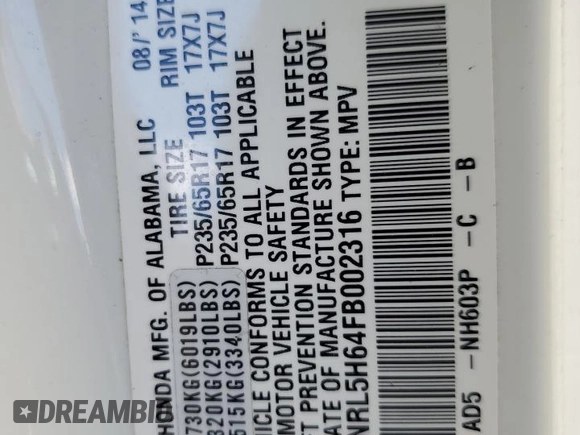 HONDA MFG. OF ALABAMA, LLC 08/'14
TIRE SIZE RIM SIZE
730KG(6019LBS) P235/65R17 103T 17X7J
320KG(2910LBS) P235/65R17 103T 17X7J
515KG(3340LBS)
ICLE CONFORMS TO ALL APPLICABLE
MOTOR VEHICLE SAFETY
T PREVENTION STANDARDS IN EFFECT
ATE OF MANUFACTURE SHOWN ABOVE.
NRL5H64FB002316 TYPE: MPV
AD5 - NH603P - C - B
DREAMBID